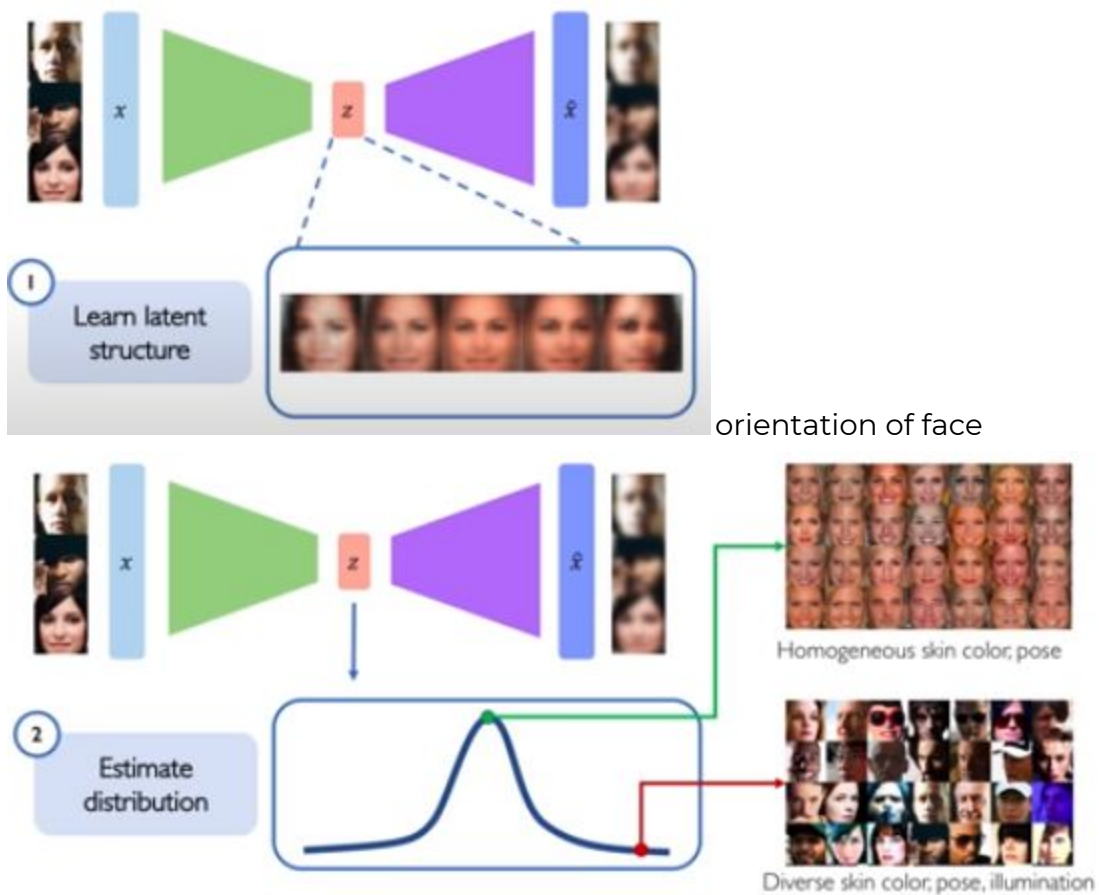 x
z
x̂
1
Learn latent
structure
orientation of face
x
z
x̂
Homogeneous skin color, pose
2
Estimate
distribution
Diverse skin color, pose, illumination